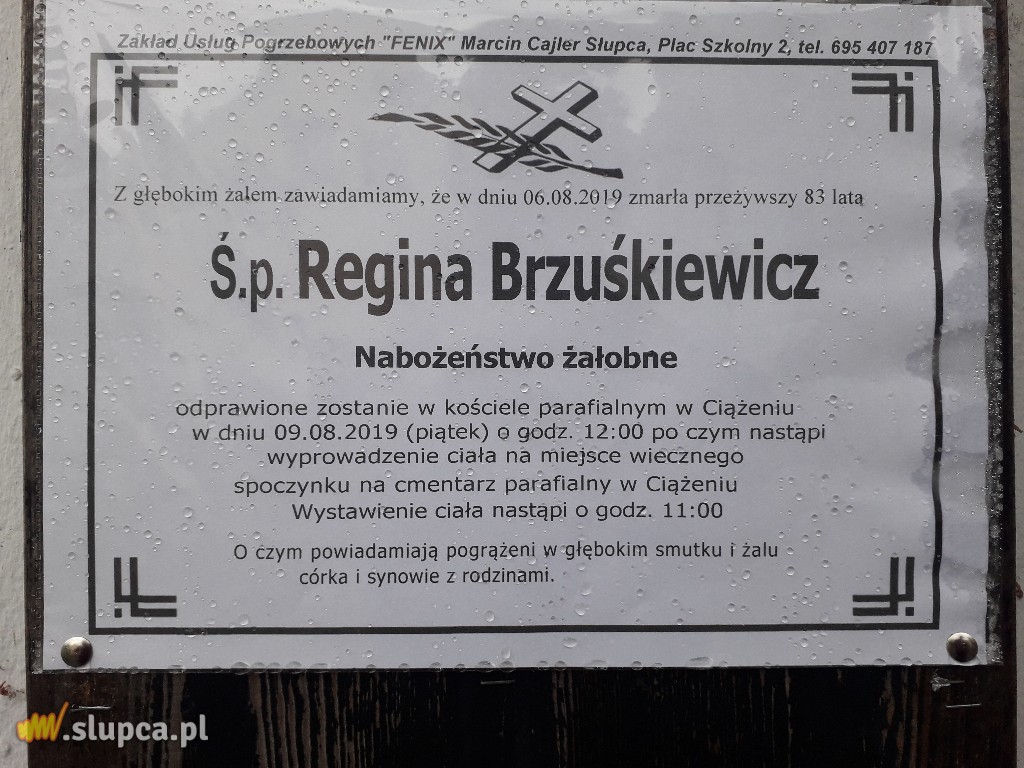 Zakład Usług Pogrzebowych "FENIX" Marcin Cajler Słupca, Plac Szkolny 2, tel. 695 407 187
Z głębokim żalem zawiadamiamy, że w dniu 06.08.2019 zmarła przeżywszy 83 lata
Ś.p. Regina Brzuśkiewicz
Nabożeństwo żałobne
odprawione zostanie w kościele parafialnym w Ciążeniu
w dniu 09.08.2019 (piątek) o godz. 12:00 po czym nastąpi
wyprowadzenie ciała na miejsce wiecznego
spoczynku na cmentarz parafialny w Ciążeniu
Wystawienie ciała nastąpi o godz. 11:00
O czym powiadamiają pogrążeni w głębokim smutku i żalu
córka i synowie z rodzinami.
.slupca.pl